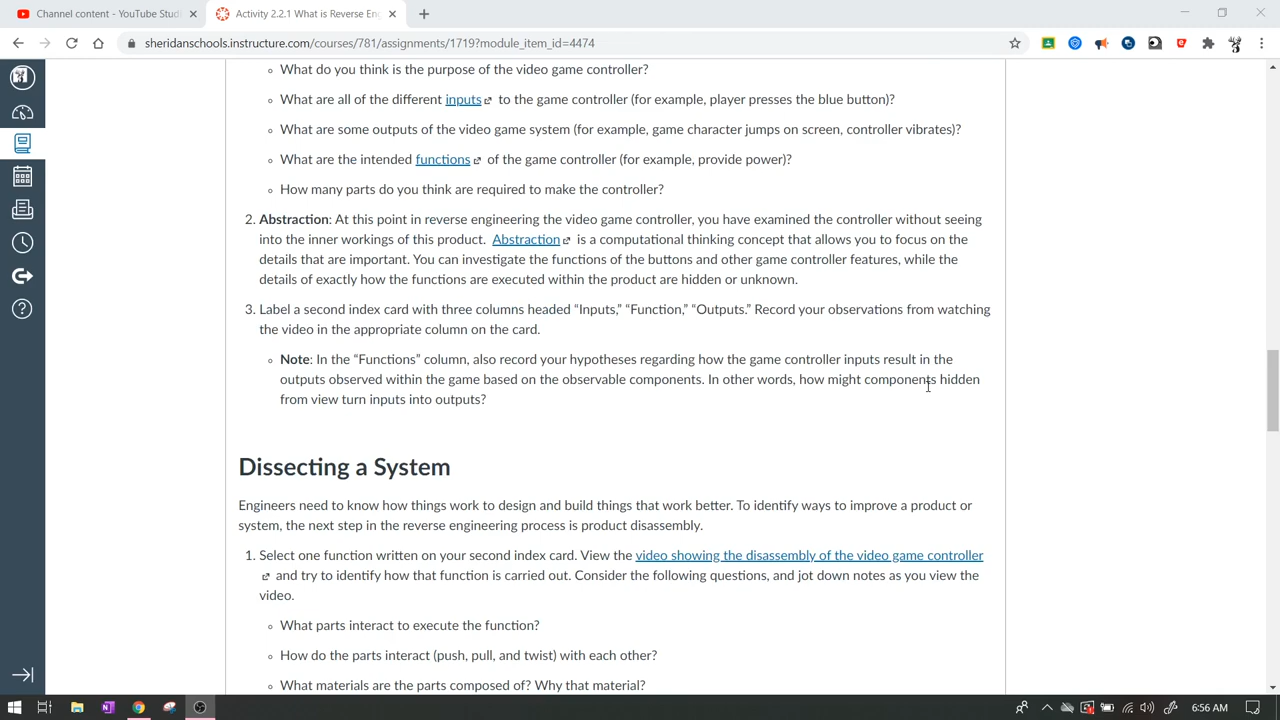 Channel content - YouTube Studi
Activity 2.2.1 What is Reverse Eng
sheridanschools.instructure.com/courses/781/assignments/1719?module_item_id=4474
What do you think is the purpose of the video game controller?
What are all of the different inputs to the game controller (for example, player presses the blue button)?
What are some outputs of the video game system (for example, game character jumps on screen, controller vibrates)?
What are the intended functions of the game controller (for example, provide power)?
How many parts do you think are required to make the controller?
2. Abstraction: At this point in reverse engineering the video game controller, you have examined the controller without seeing
into the inner workings of this product. Abstraction is a computational thinking concept that allows you to focus on the
details that are important. You can investigate the functions of the buttons and other game controller features, while the
details of exactly how the functions are executed within the product are hidden or unknown.
3. Label a second index card with three columns headed “Inputs,” “Function,” “Outputs.” Record your observations from watching
the video in the appropriate column on the card.
Note: In the “Functions” column, also record your hypotheses regarding how the game controller inputs result in the
outputs observed within the game based on the observable components. In other words, how might components hidden
from view turn inputs into outputs?
Dissecting a System
Engineers need to know how things work to design and build things that work better. To identify ways to improve a product or
system, the next step in the reverse engineering process is product disassembly.
1. Select one function written on your second index card. View the video showing the disassembly of the video game controller
and try to identify how that function is carried out. Consider the following questions, and jot down notes as you view the
video.
What parts interact to execute the function?
How do the parts interact (push, pull, and twist) with each other?
What materials are the parts composed of? Why that material?
6:56 AM